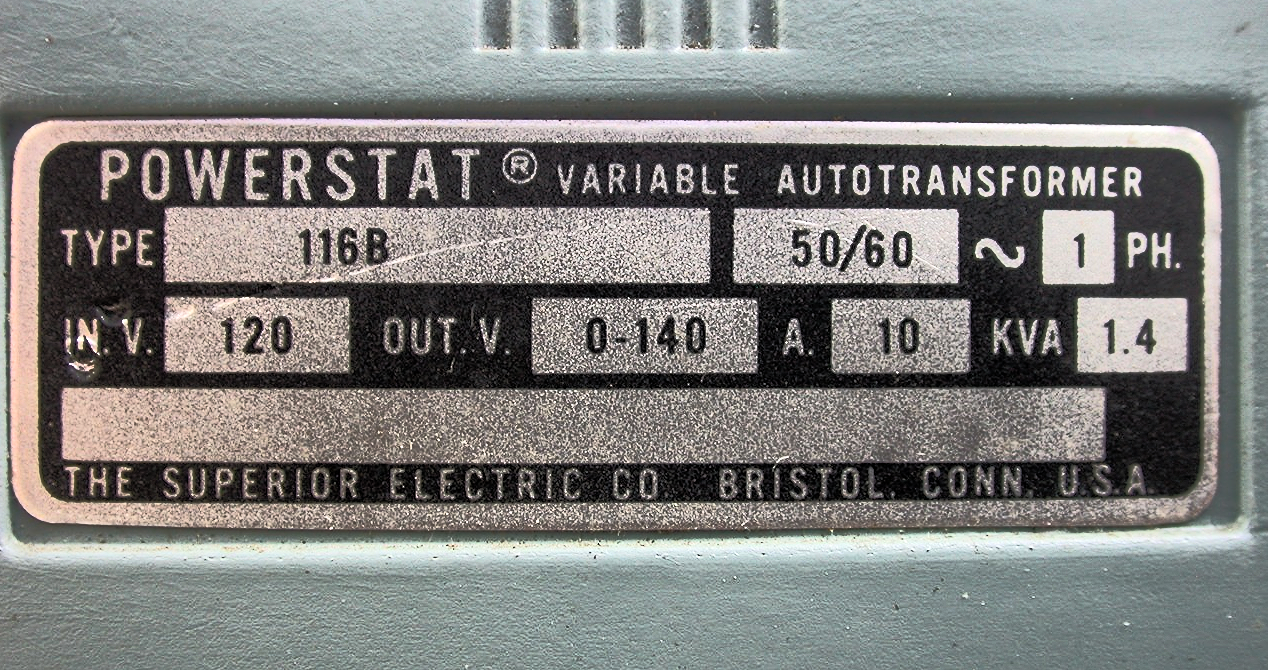 POWERSTAT® VARIABLE AUTOTRANSFORMER
TYPE 116B 50/60 ~ 1 PH.
IN. V. 120 OUT. V. 0-140 A. 10 KVA 1.4
THE SUPERIOR ELECTRIC CO. BRISTOL, CONN. U.S.A.